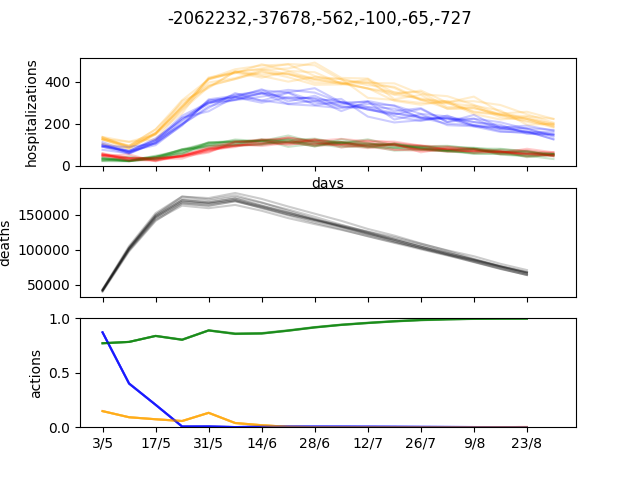 -2062232,-37678,-562,-100,-65,-727
400
200
0
hospitalizations
days
150000
100000
50000
deaths
1.0
0.5
0.0
actions
3/5 17/5 31/5 14/6 28/6 12/7 26/7 9/8 23/8